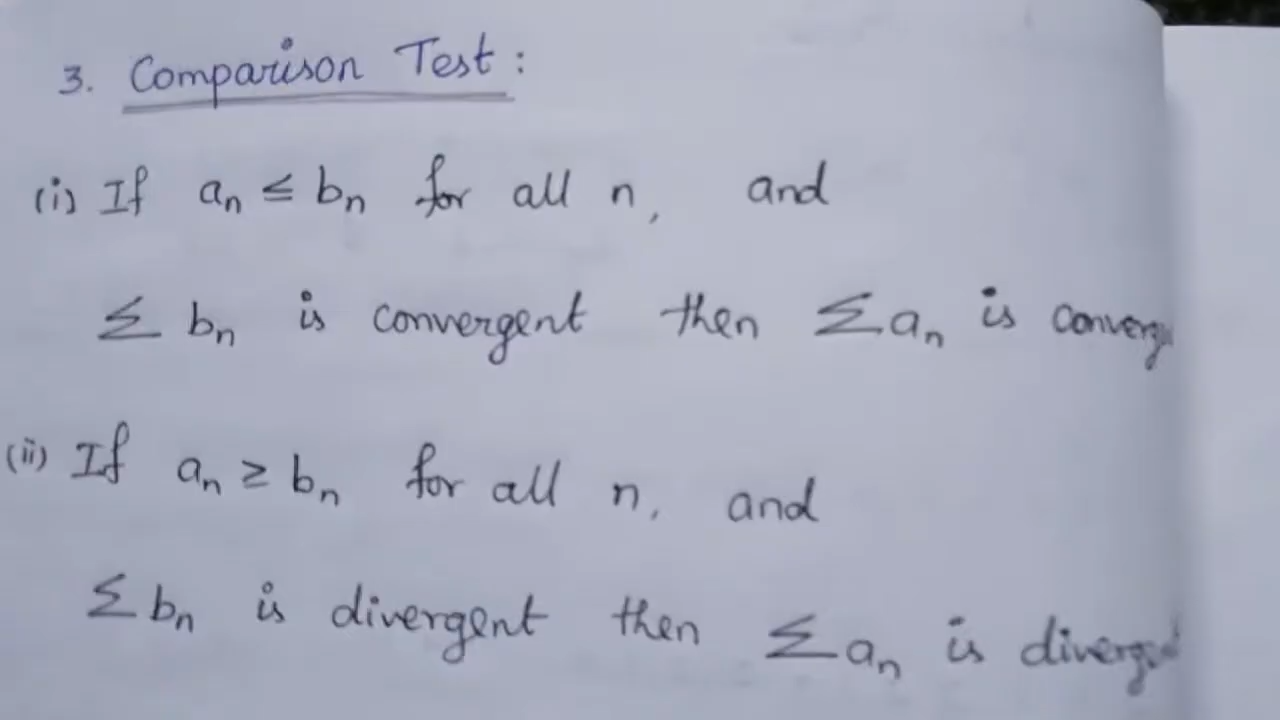 3. Comparison Test :
(i) If aₙ ≤ bₙ for all n, and
Σ bₙ is convergent then Σ aₙ is
(ii) If aₙ ≥ bₙ for all n, and
Σ bₙ is divergent then Σ aₙ is